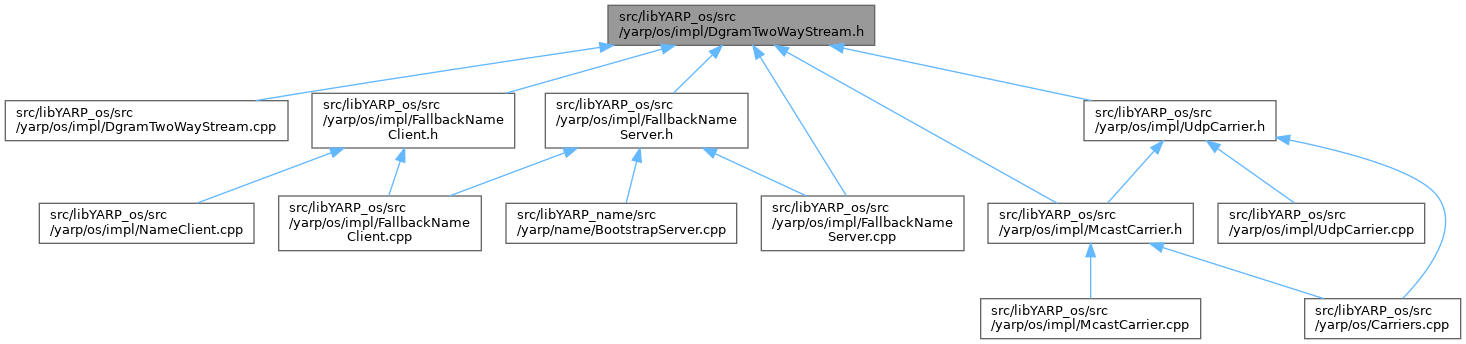 src/libYARP_os/src
/yarp/os/impl/DgramTwoWayStream.h
src/libYARP_os/src
/yarp/os/impl/DgramTwoWayStream.cpp
src/libYARP_os/src
/yarp/os/impl/FallbackName
Client.h
src/libYARP_os/src
/yarp/os/impl/FallbackName
Server.h
src/libYARP_os/src
/yarp/os/impl/UdpCarrier.h
src/libYARP_os/src
/yarp/os/impl/NameClient.cpp
src/libYARP_os/src
/yarp/os/impl/FallbackName
Client.cpp
src/libYARP_name/src
/yarp/name/BootstrapServer.cpp
src/libYARP_os/src
/yarp/os/impl/FallbackName
Server.cpp
src/libYARP_os/src
/yarp/os/impl/McastCarrier.h
src/libYARP_os/src
/yarp/os/impl/UdpCarrier.cpp
src/libYARP_os/src
/yarp/os/impl/McastCarrier.cpp
src/libYARP_os/src
/yarp/os/Carriers.cpp